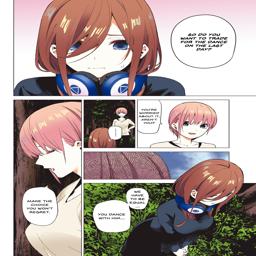 SO DO YOU
WANT TO TRADE
FOR THE DANCE
ON THE LAST
DAY?
YOU'RE
WORRIED
ABOUT IT,
AREN'T
YOU?
MAKE
THE CHOICE
YOU WON'T
REGRET.
WE
HAVE TO
BE EQUAL.
YOU DANCE
WITH HIM...